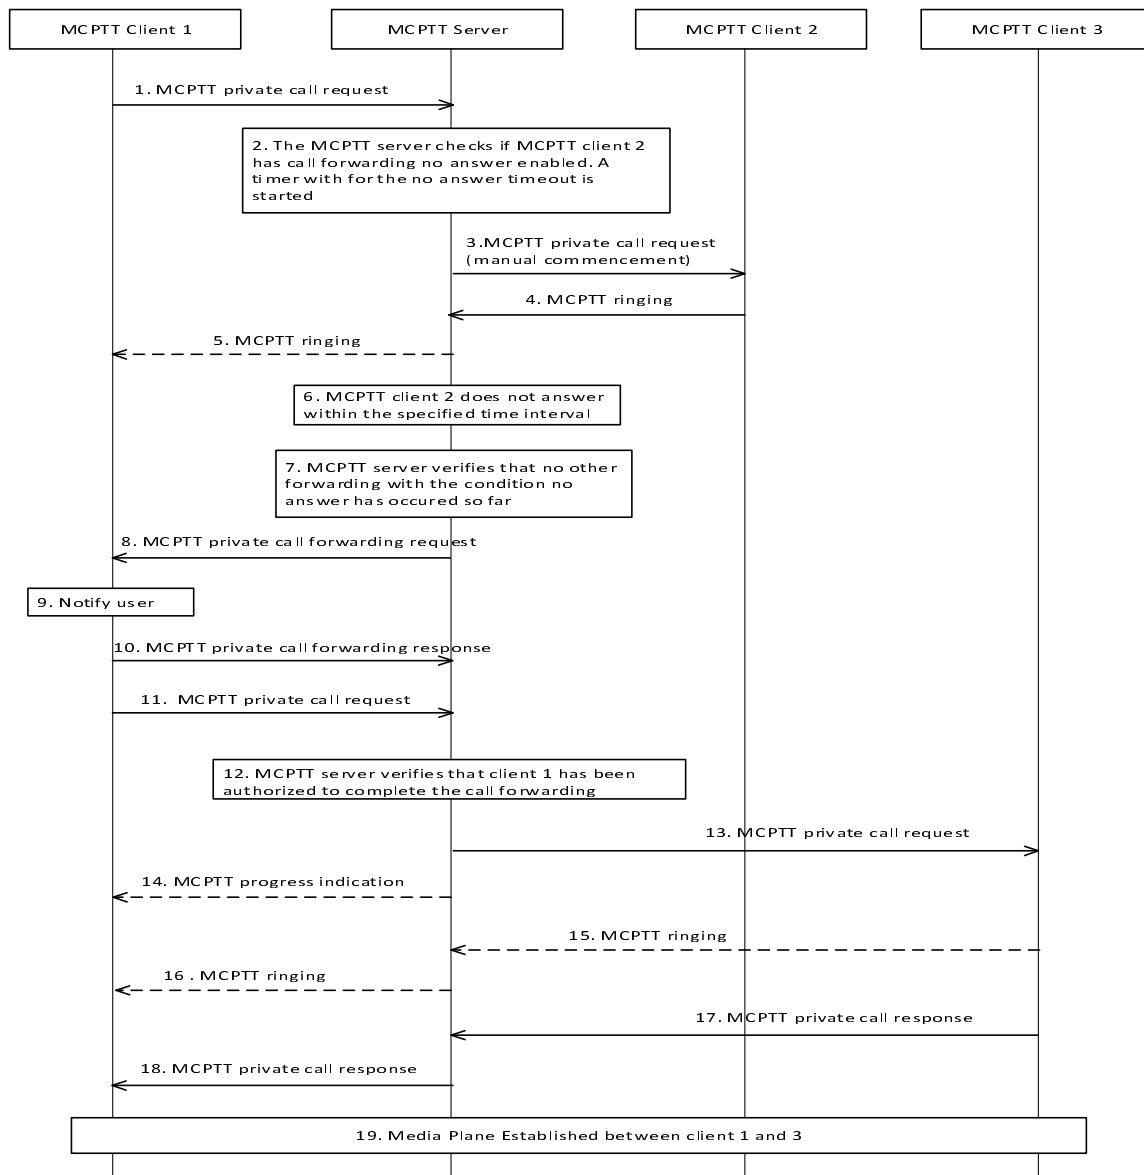 MCPTT Client 1
MCPTT Server
MCPTT Client 2
MCPTT Client 3
1. MCPTT private call request
2. The MCPTT server checks if MCPTT client 2
has call forwarding no answer enabled. A
timer with for the no answer timeout is
started
3.MCPTT private call request
(manual commencement)
4. MCPTT ringing
5. MCPTT ringing
6. MCPTT client 2 does not answer
within the specified time interval
7. MCPTT server verifies that no other
forwarding with the condition no
answer has occured so far
8. MCPTT private call forwarding request
9. Notify user
10. MCPTT private call forwarding response
11. MCPTT private call request
12. MCPTT server verifies that client 1 has been
authorized to complete the call forwarding
13. MCPTT private call request
14. MCPTT progress indication
15. MCPTT ringing
16 . MCPTT ringing
17. MCPTT private call response
18. MCPTT private call response
19. Media Plane Established between client 1 and 3